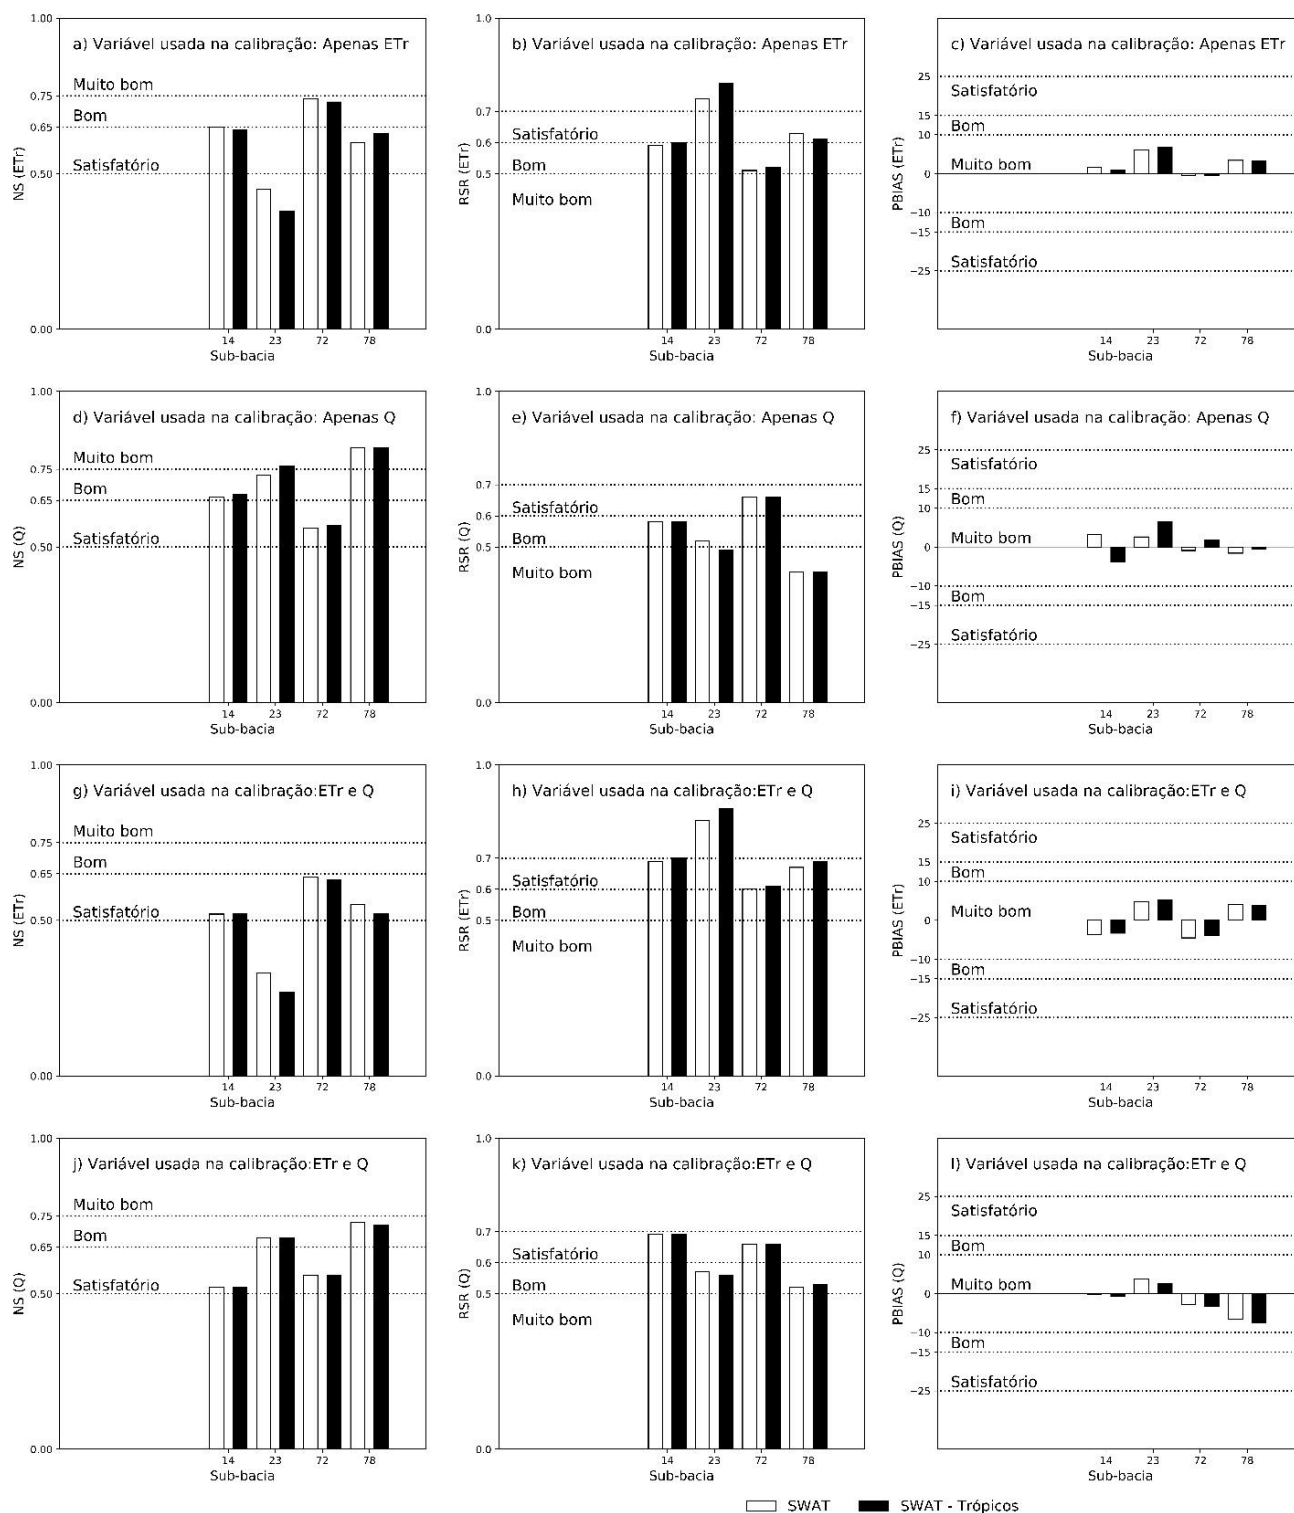 1.00
a) Variável usada na calibração: Apenas ETr
Muito bom
0.75
Bom
0.65
Satisfatório
0.50
NS (ETr)
0.00
14 23 72 78
Sub-bacia
1.0
b) Variável usada na calibração: Apenas ETr
0.7
Satisfatório
0.6
Bom
0.5
Muito bom
RSR (ETr)
0.0
14 23 72 78
Sub-bacia
c) Variável usada na calibração: Apenas ETr
25
Satisfatório
15
Bom
10
Muito bom
0
PBIAS (ETr)
−10
Bom
−15
Satisfatório
−25
14 23 72 78
Sub-bacia
1.00
d) Variável usada na calibração: Apenas Q
Muito bom
0.75
Bom
0.65
Satisfatório
0.50
NS (Q)
0.00
14 23 72 78
Sub-bacia
1.0
e) Variável usada na calibração: Apenas Q
0.7
Satisfatório
0.6
Bom
0.5
Muito bom
RSR (Q)
0.0
14 23 72 78
Sub-bacia
f) Variável usada na calibração: Apenas Q
25
Satisfatório
15
Bom
10
Muito bom
0
PBIAS (Q)
−10
Bom
−15
Satisfatório
−25
14 23 72 78
Sub-bacia
1.00
g) Variável usada na calibração:ETr e Q
Muito bom
0.75
Bom
0.65
Satisfatório
0.50
NS (ETr)
0.00
14 23 72 78
Sub-bacia
1.0
h) Variável usada na calibração:ETr e Q
0.7
Satisfatório
0.6
Bom
0.5
Muito bom
RSR (ETr)
0.0
14 23 72 78
Sub-bacia
i) Variável usada na calibração:ETr e Q
25
Satisfatório
15
Bom
10
Muito bom
0
PBIAS (ETr)
−10
Bom
−15
Satisfatório
−25
14 23 72 78
Sub-bacia
1.00
j) Variável usada na calibração:ETr e Q
Muito bom
0.75
Bom
0.65
Satisfatório
0.50
NS (Q)
0.00
14 23 72 78
Sub-bacia
1.0
k) Variável usada na calibração:ETr e Q
0.7
Satisfatório
0.6
Bom
0.5
Muito bom
RSR (Q)
0.0
14 23 72 78
Sub-bacia
l) Variável usada na calibração:ETr e Q
25
Satisfatório
15
Bom
10
Muito bom
0
PBIAS (Q)
−10
Bom
−15
Satisfatório
−25
14 23 72 78
Sub-bacia
SWAT SWAT - Trópicos